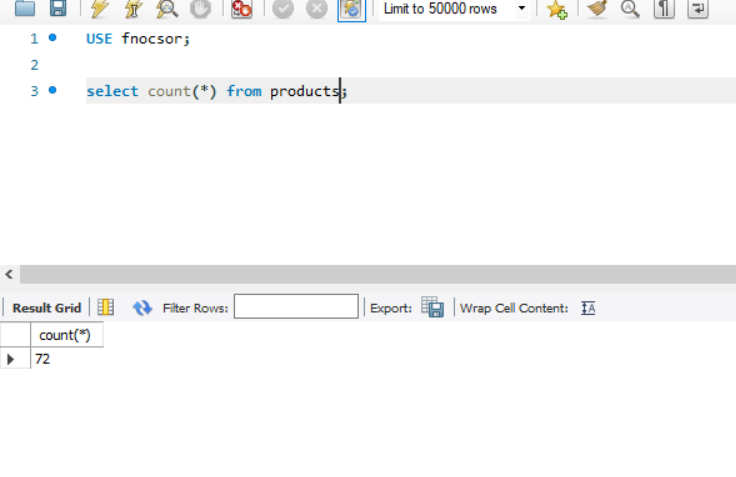 Limit to 50000 rows
1 USE fnocsor;
2
3 select count(*) from products;
Result Grid Filter Rows: Export: Wrap Cell Content: IA
count(*)
72